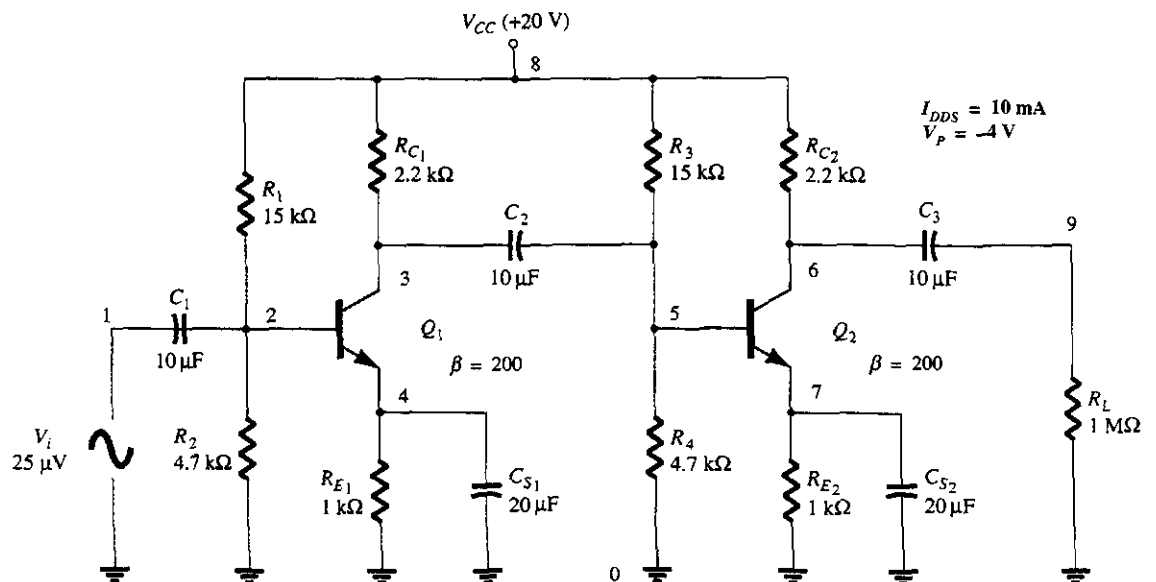 V_CC (+20 V)
8
I_DDS = 10 mA
V_P = -4 V
R_C1
2.2 kΩ
R_3
15 kΩ
R_C2
2.2 kΩ
R_1
15 kΩ
C_2
10 µF
C_3
10 µF
9
3
6
1
C_1
10 µF
2
Q_1
β = 200
5
Q_2
β = 200
4
7
V_i
25 µV
R_2
4.7 kΩ
R_E1
1 kΩ
C_S1
20 µF
R_4
4.7 kΩ
R_E2
1 kΩ
C_S2
20 µF
R_L
1 MΩ
0